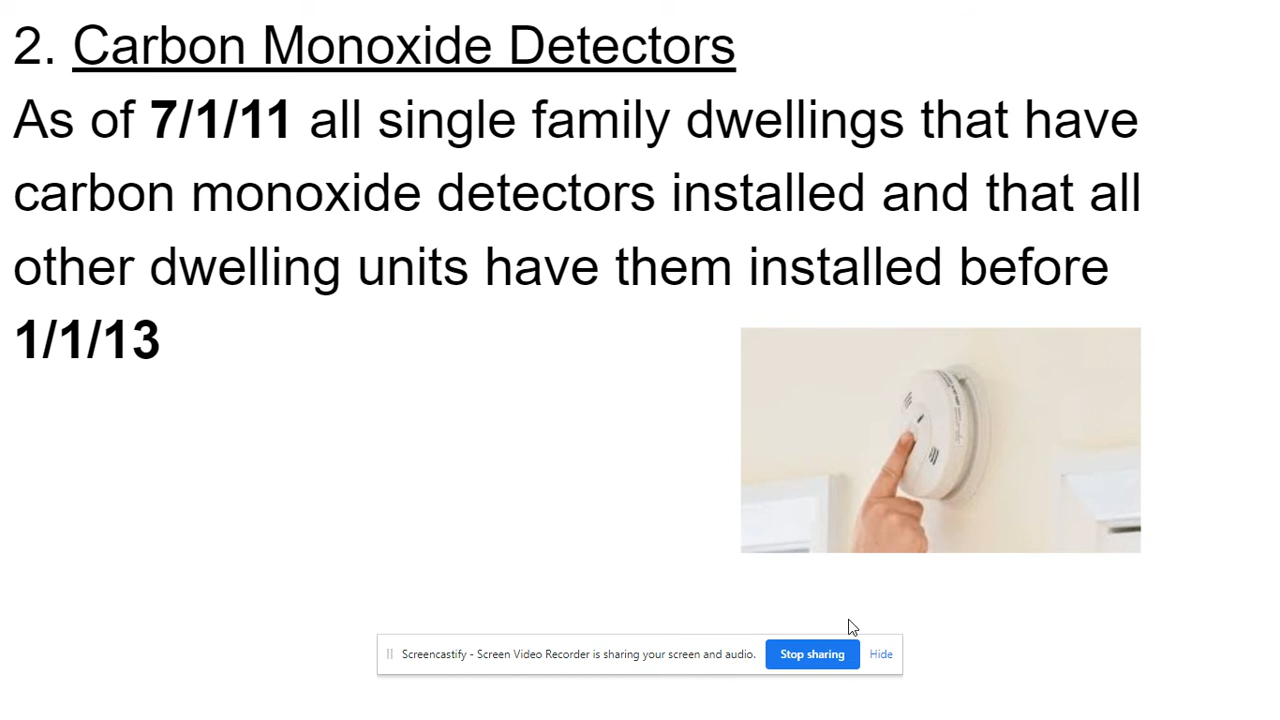 2. Carbon Monoxide Detectors
As of 7/1/11 all single family dwellings that have
carbon monoxide detectors installed and that all
other dwelling units have them installed before
1/1/13
Screencastify - Screen Video Recorder is sharing your screen and audio.
Stop sharing
Hide